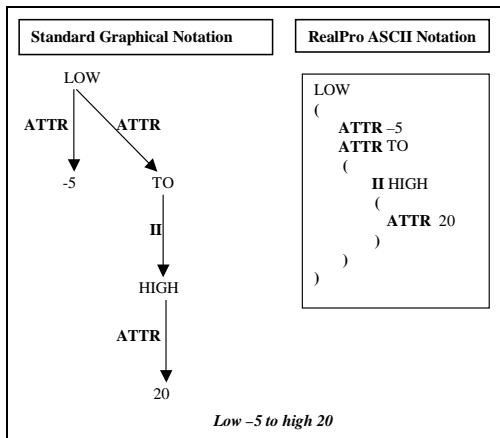 Standard Graphical Notation
LOW
ATTR ATTR
-5 TO
II
HIGH
ATTR
20
RealPro ASCII Notation
LOW
(
ATTR –5
ATTR TO
(
II HIGH
(
ATTR 20
)
)
)
Low –5 to high 20